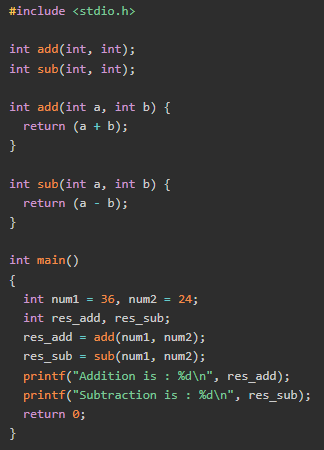 #include <stdio.h>

int add(int, int);
int sub(int, int);

int add(int a, int b) {
  return (a + b);
}

int sub(int a, int b) {
  return (a - b);
}

int main()
{
  int num1 = 36, num2 = 24;
  int res_add, res_sub;
  res_add = add(num1, num2);
  res_sub = sub(num1, num2);
  printf("Addition is : %d\n", res_add);
  printf("Subtraction is : %d\n", res_sub);
  return 0;
}